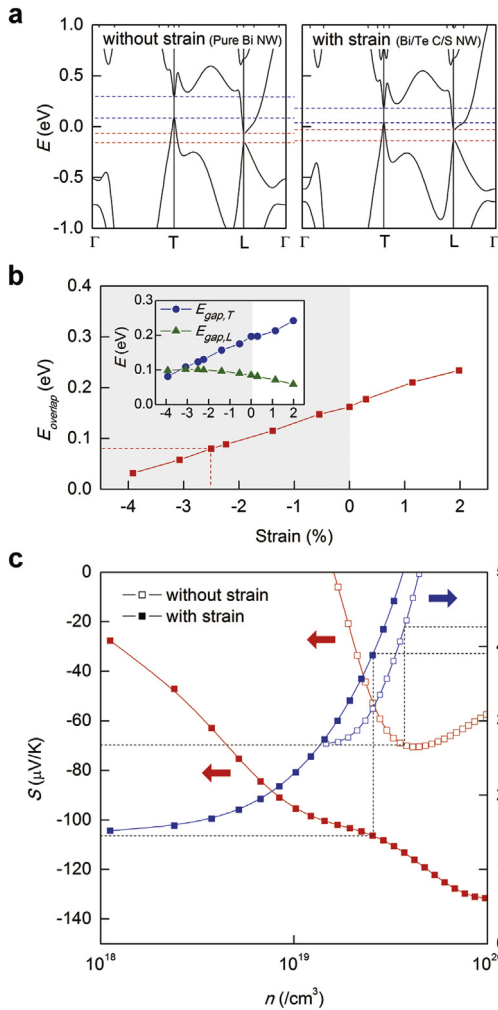 a
without strain (Pure Bi NW)
with strain (Bi/Te C/S NW)
1.0
0.5
0.0
-0.5
-1.0
E (eV)
Γ T L Γ
Γ T L Γ
b
0.4
0.3
0.2
0.1
0.0
E_overlap (eV)
0.3
0.2
0.1
0.0
E (eV)
E_gap,T
E_gap,L
-4 -3 -2 -1 0 1 2
-4 -3 -2 -1 0 1 2
Strain (%)
c
0
-20
-40
-60
-80
-100
-120
-140
S (μV/K)
without strain
with strain
10^18 10^19 10^20
n (/cm^3)